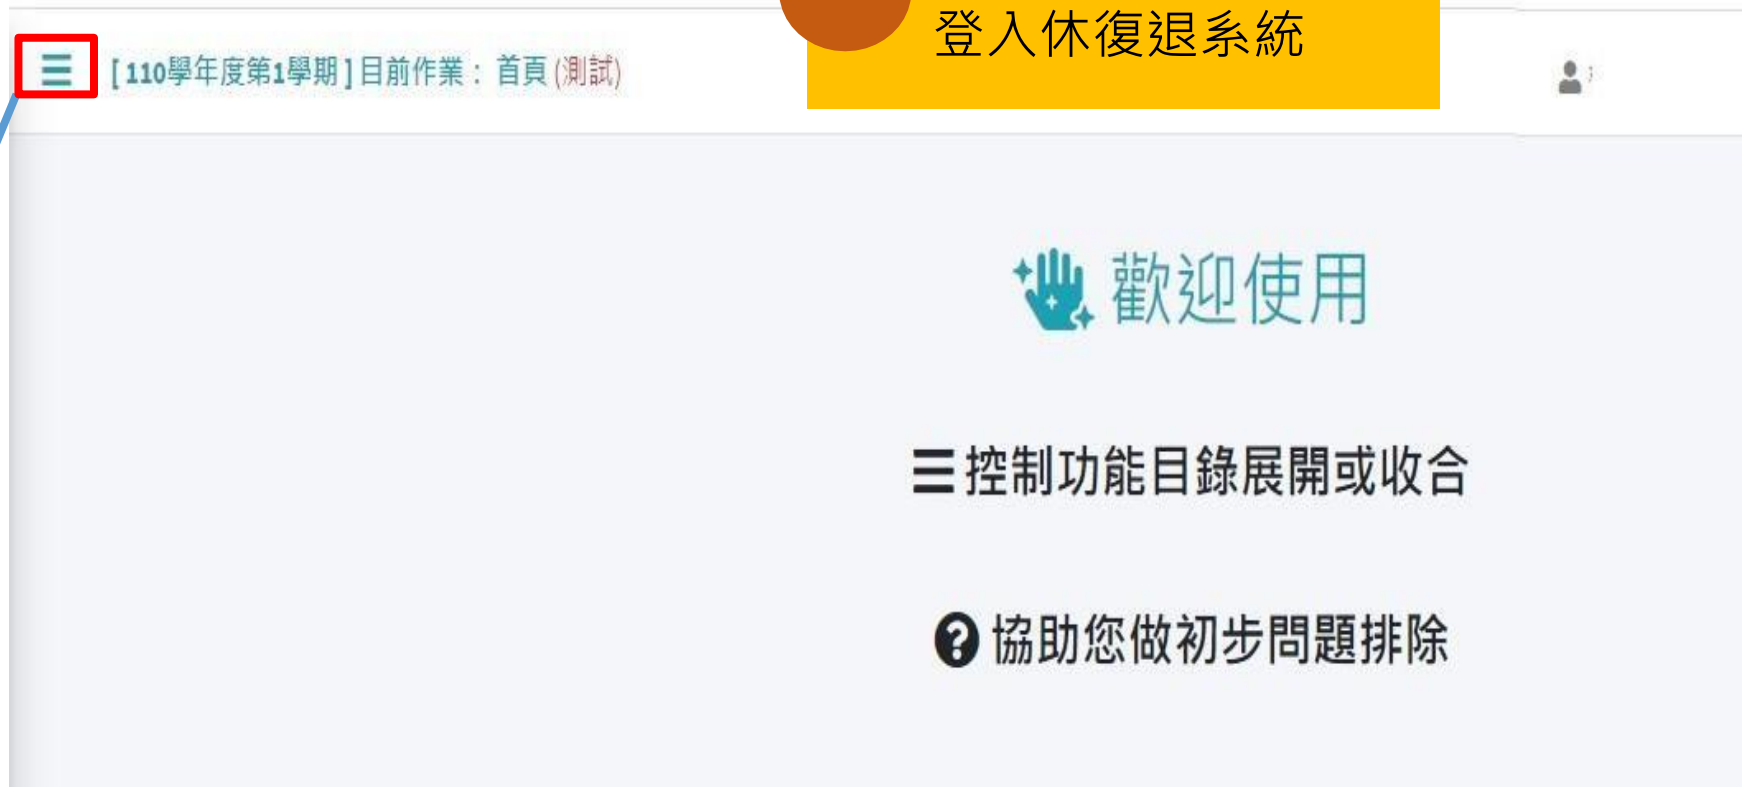 登入休復退系統
[ 110學年度第1學期 ] 目前作業： 首頁 (測試)
歡迎使用
控制功能目錄展開或收合
協助您做初步問題排除